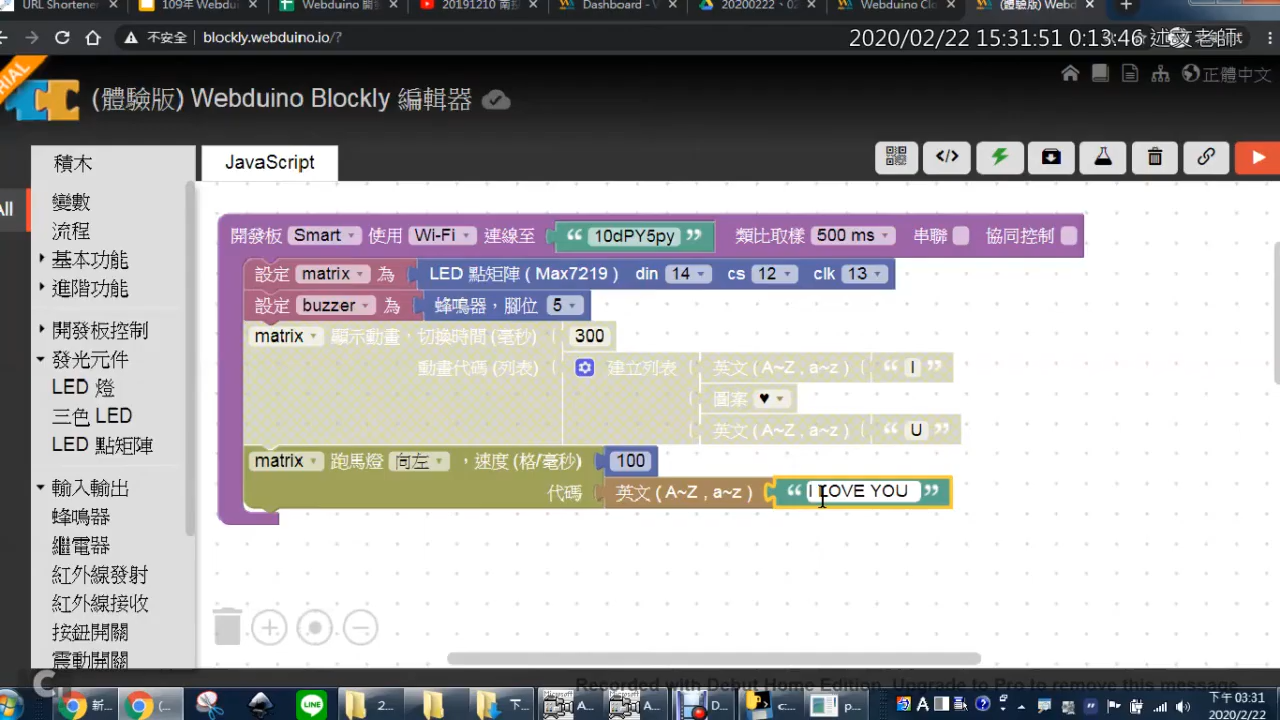 URL Shortener
109年 Webdu
Webduino 開
20191210 南投
Dashboard -
20200222、02
Webduino Clo
(體驗版) Webd
不安全
blockly.webduino.io/?
2020/02/22 15:31:51 0:13:46
老師
TRIAL
(體驗版) Webduino Blockly 編輯器
正體中文
All
積木
JavaScript
變數
流程
基本功能
進階功能
開發板控制
發光元件
LED 燈
三色 LED
LED 點矩陣
輸入輸出
蜂鳴器
繼電器
紅外線發射
紅外線接收
按鈕開關
震動開關
開發板 Smart 使用 Wi-Fi 連線至 “ 10dPY5py ” 類比取樣 500 ms 串聯 協同控制
設定 matrix 為 LED 點矩陣 ( Max7219 ) din 14 cs 12 clk 13
設定 buzzer 為 蜂鳴器，腳位 5
matrix 顯示動畫，切換時間 (毫秒) 300
動畫代碼 (列表) 建立列表 英文 ( A~Z , a~z ) “ I ”
圖案 ♥
英文 ( A~Z , a~z ) “ U ”
matrix 跑馬燈 向左 ，速度 (格/毫秒) 100
代碼 英文 ( A~Z , a~z ) “ I LOVE YOU ”
Recorded with Debut Home Edition. Upgrade to Pro to remove this message.
新...
(...
2...
下...
A...
A...
D...
c...
p...
下午 03:31
2020/2/22